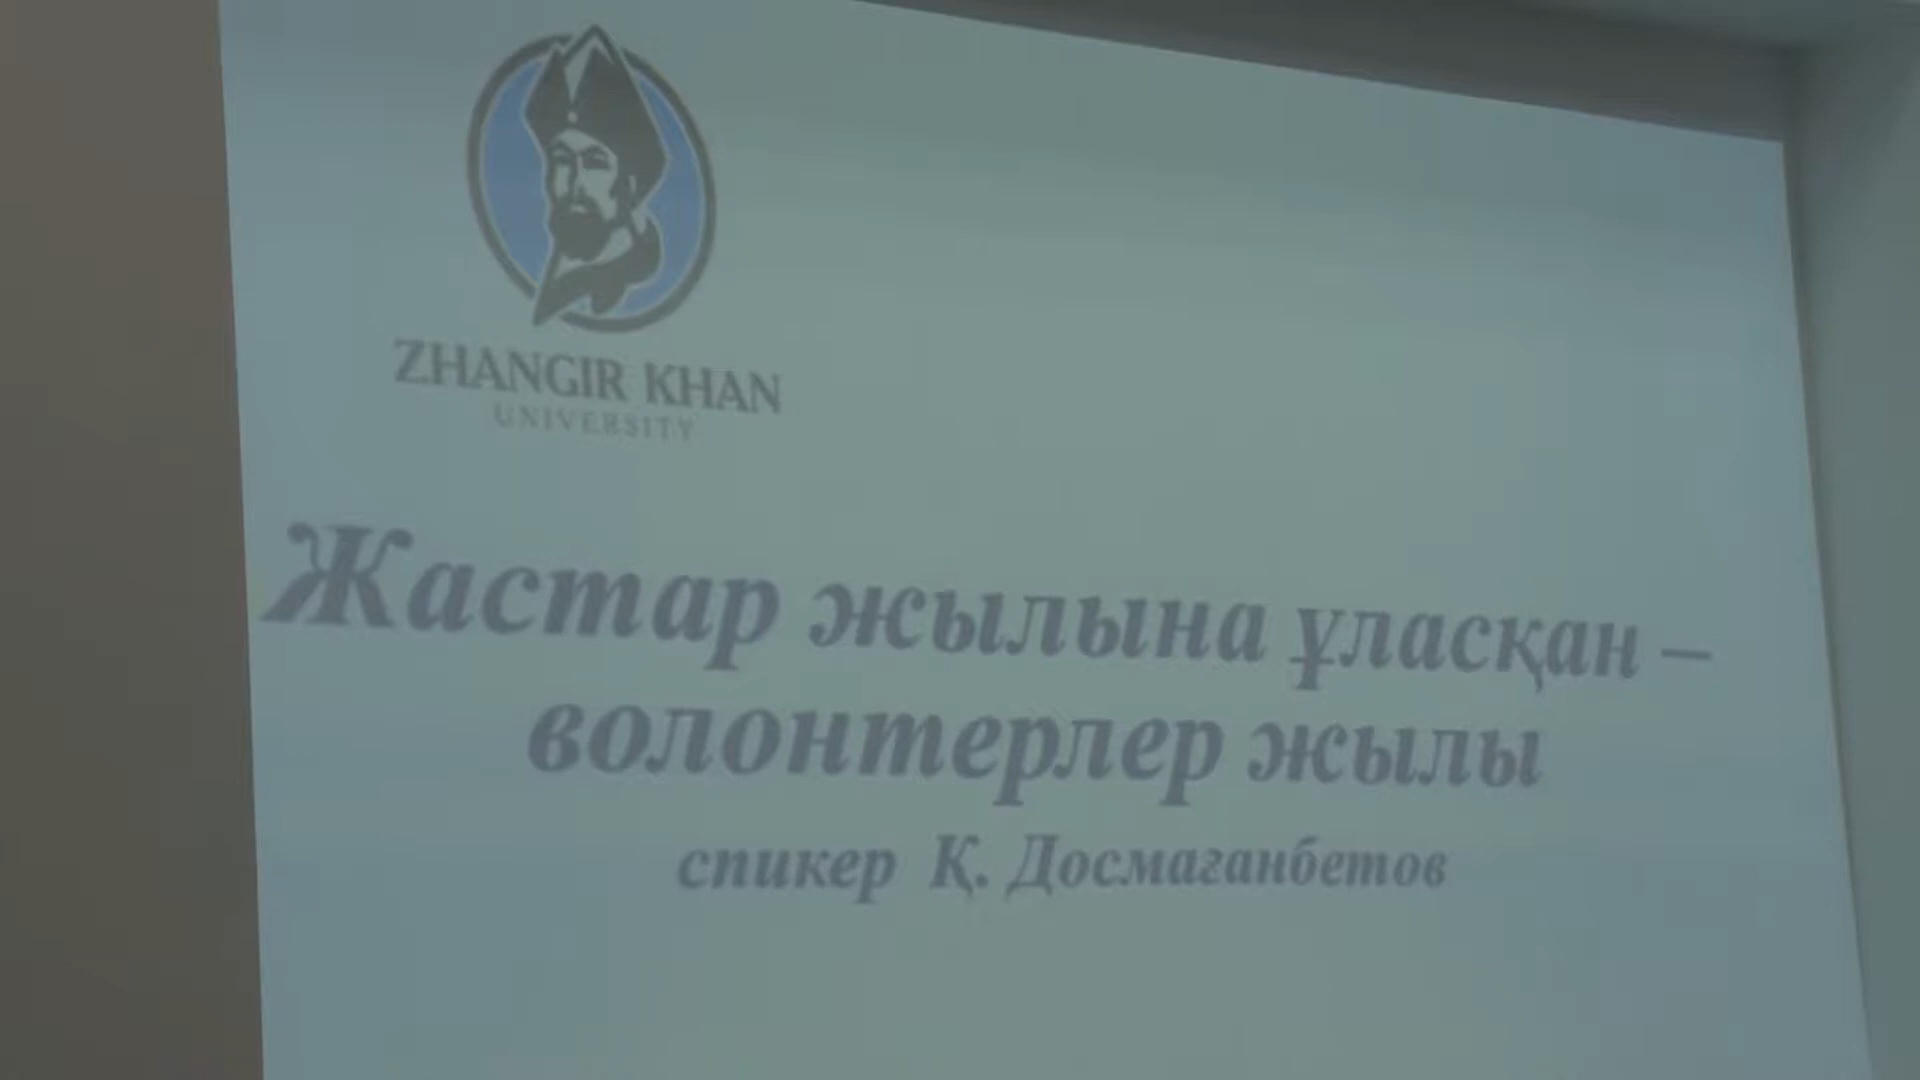 ZHANGIR KHAN
UNIVERSITY
Жастар жылына ұласқан –
волонтерлер жылы
спикер Қ. Досмағанбетов